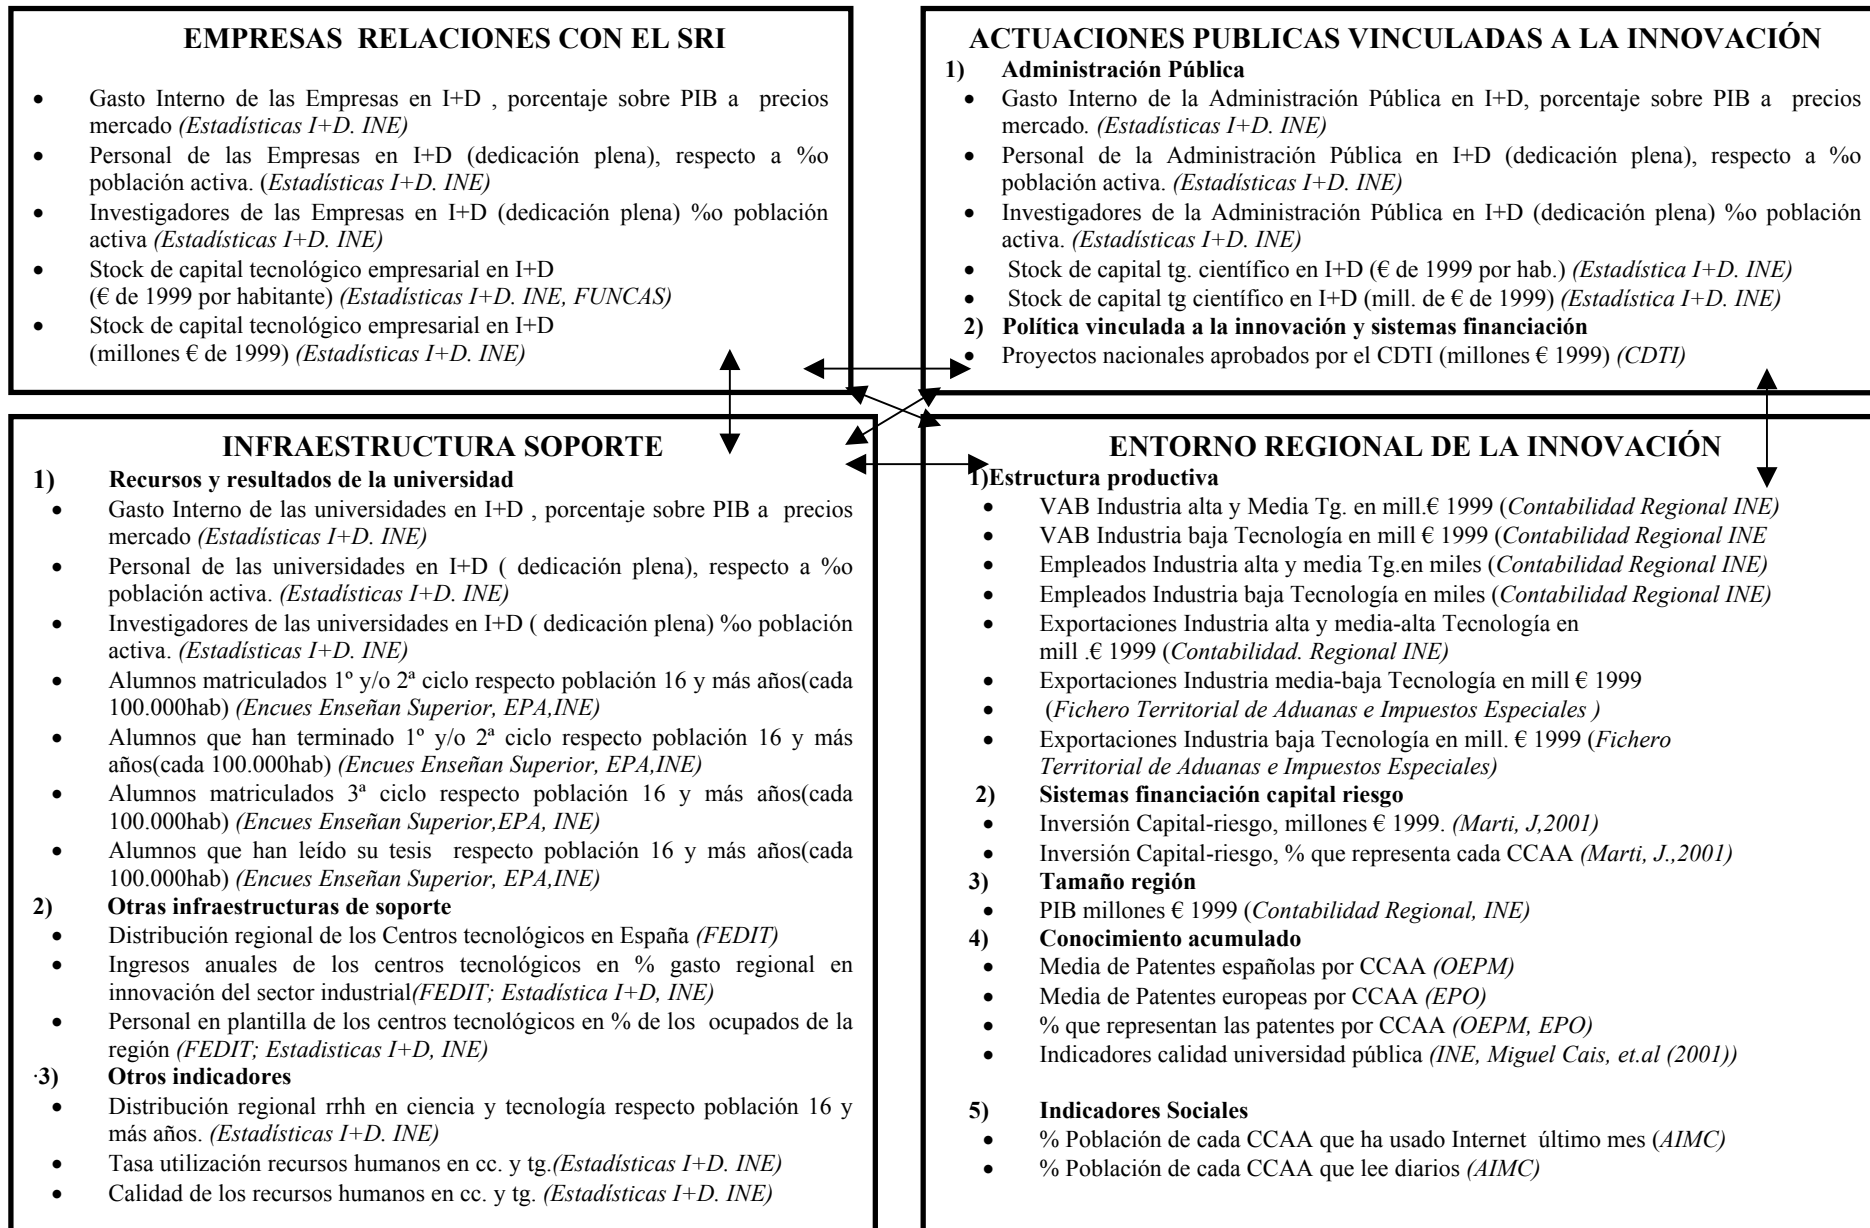 EMPRESAS RELACIONES CON EL SRI
• Gasto Interno de las Empresas en I+D , porcentaje sobre PIB a precios
mercado (Estadísticas I+D. INE)
• Personal de las Empresas en I+D (dedicación plena), respecto a %o
población activa. (Estadísticas I+D. INE)
• Investigadores de las Empresas en I+D (dedicación plena) %o población
activa (Estadísticas I+D. INE)
• Stock de capital tecnológico empresarial en I+D
(€ de 1999 por habitante) (Estadísticas I+D. INE, FUNCAS)
• Stock de capital tecnológico empresarial en I+D
(millones € de 1999) (Estadísticas I+D. INE)
ACTUACIONES PUBLICAS VINCULADAS A LA INNOVACIÓN
1) Administración Pública
• Gasto Interno de la Administración Pública en I+D, porcentaje sobre PIB a precios
mercado. (Estadísticas I+D. INE)
• Personal de la Administración Pública en I+D (dedicación plena), respecto a %o
población activa. (Estadísticas I+D. INE)
• Investigadores de la Administración Pública en I+D (dedicación plena) %o población
activa. (Estadísticas I+D. INE)
• Stock de capital tg. científico en I+D (€ de 1999 por hab.) (Estadística I+D. INE)
• Stock de capital tg científico en I+D (mill. de € de 1999) (Estadística I+D. INE)
2) Política vinculada a la innovación y sistemas financiación
• Proyectos nacionales aprobados por el CDTI (millones € 1999) (CDTI)
INFRAESTRUCTURA SOPORTE
1) Recursos y resultados de la universidad
• Gasto Interno de las universidades en I+D , porcentaje sobre PIB a precios
mercado (Estadísticas I+D. INE)
• Personal de las universidades en I+D ( dedicación plena), respecto a %o
población activa. (Estadísticas I+D. INE)
• Investigadores de las universidades en I+D ( dedicación plena) %o población
activa. (Estadísticas I+D. INE)
• Alumnos matriculados 1º y/o 2ª ciclo respecto población 16 y más años(cada
100.000hab) (Encues Enseñan Superior, EPA,INE)
• Alumnos que han terminado 1º y/o 2ª ciclo respecto población 16 y más
años(cada 100.000hab) (Encues Enseñan Superior, EPA,INE)
• Alumnos matriculados 3ª ciclo respecto población 16 y más años(cada
100.000hab) (Encues Enseñan Superior,EPA, INE)
• Alumnos que han leído su tesis respecto población 16 y más años(cada
100.000hab) (Encues Enseñan Superior, EPA,INE)
2) Otras infraestructuras de soporte
• Distribución regional de los Centros tecnológicos en España (FEDIT)
• Ingresos anuales de los centros tecnológicos en % gasto regional en
innovación del sector industrial(FEDIT; Estadística I+D, INE)
• Personal en plantilla de los centros tecnológicos en % de los ocupados de la
región (FEDIT; Estadisticas I+D, INE)
·3) Otros indicadores
• Distribución regional rrhh en ciencia y tecnología respecto población 16 y
más años. (Estadísticas I+D. INE)
• Tasa utilización recursos humanos en cc. y tg.(Estadísticas I+D. INE)
• Calidad de los recursos humanos en cc. y tg. (Estadísticas I+D. INE)
ENTORNO REGIONAL DE LA INNOVACIÓN
1)Estructura productiva
• VAB Industria alta y Media Tg. en mill.€ 1999 (Contabilidad Regional INE)
• VAB Industria baja Tecnología en mill € 1999 (Contabilidad Regional INE
• Empleados Industria alta y media Tg.en miles (Contabilidad Regional INE)
• Empleados Industria baja Tecnología en miles (Contabilidad Regional INE)
• Exportaciones Industria alta y media-alta Tecnología en
mill .€ 1999 (Contabilidad. Regional INE)
• Exportaciones Industria media-baja Tecnología en mill € 1999
• (Fichero Territorial de Aduanas e Impuestos Especiales )
• Exportaciones Industria baja Tecnología en mill. € 1999 (Fichero
Territorial de Aduanas e Impuestos Especiales)
2) Sistemas financiación capital riesgo
• Inversión Capital-riesgo, millones € 1999. (Marti, J,2001)
• Inversión Capital-riesgo, % que representa cada CCAA (Marti, J.,2001)
3) Tamaño región
• PIB millones € 1999 (Contabilidad Regional, INE)
4) Conocimiento acumulado
• Media de Patentes españolas por CCAA (OEPM)
• Media de Patentes europeas por CCAA (EPO)
• % que representan las patentes por CCAA (OEPM, EPO)
• Indicadores calidad universidad pública (INE, Miguel Cais, et.al (2001))
5) Indicadores Sociales
• % Población de cada CCAA que ha usado Internet último mes (AIMC)
• % Población de cada CCAA que lee diarios (AIMC)